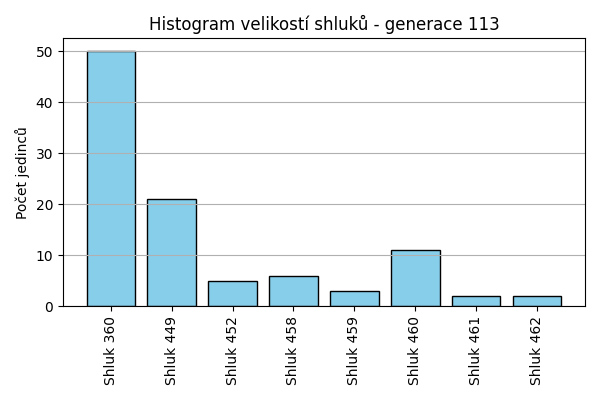 Histogram velikostí shluků - generace 113
Počet jedinců
50
40
30
20
10
0
Shluk 360
Shluk 449
Shluk 452
Shluk 458
Shluk 459
Shluk 460
Shluk 461
Shluk 462